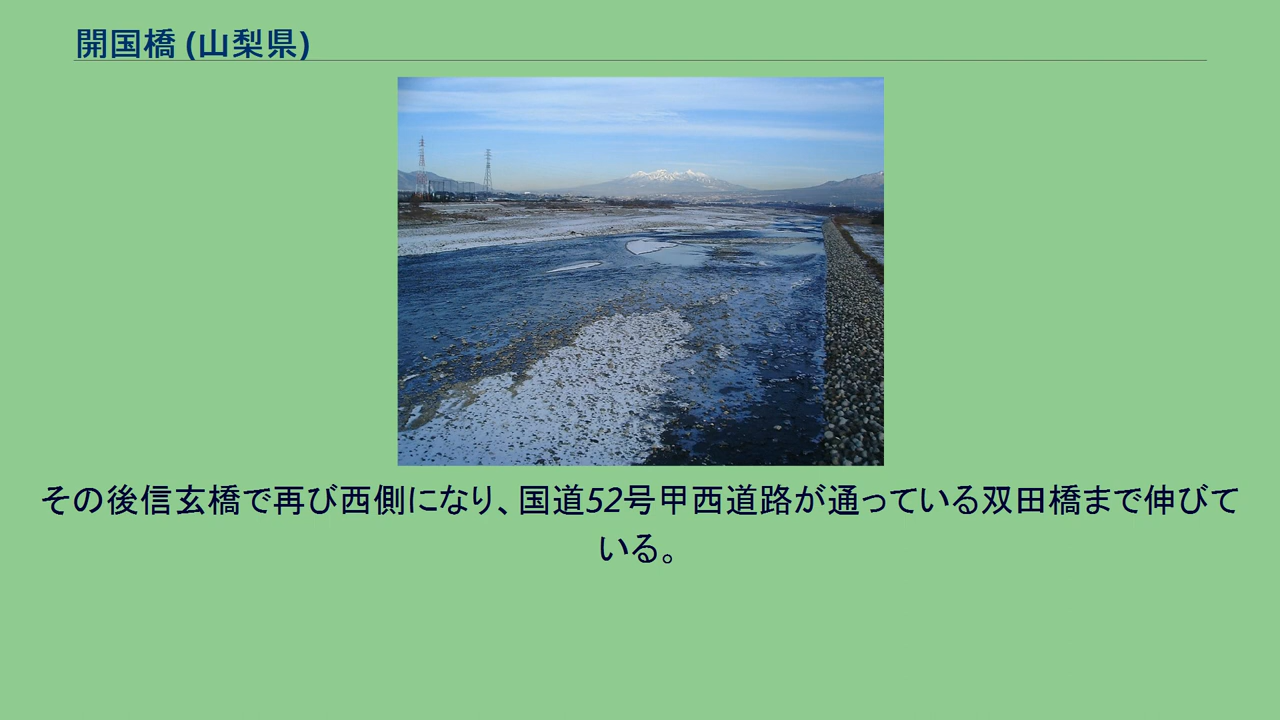 開国橋 (山梨県)
その後信玄橋で再び西側になり、国道52号甲西道路が通っている双田橋まで伸びて
いる。